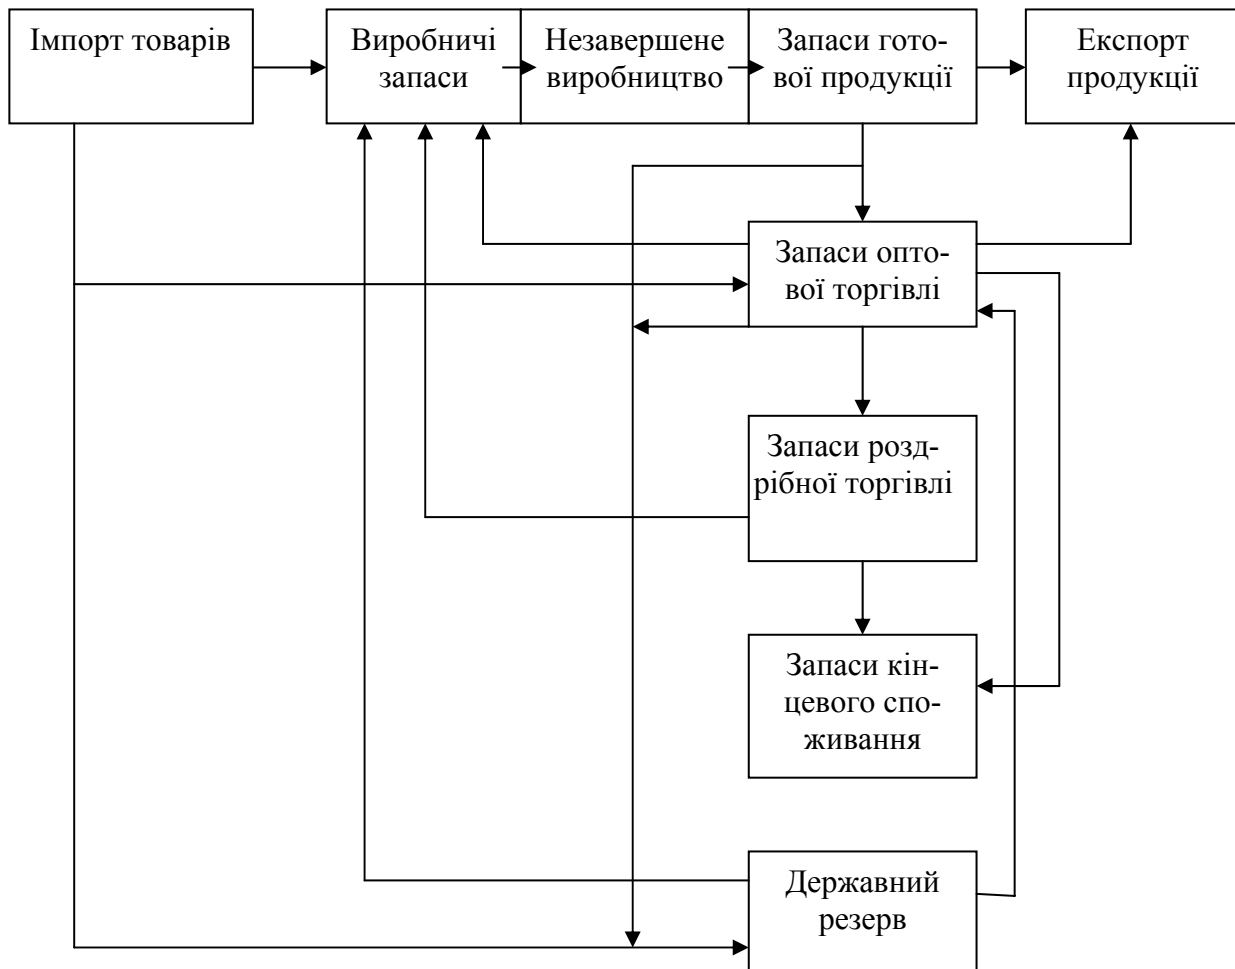 Імпорт товарів
Виробничі
запаси
Незавершене
виробництво
Запаси гото-
вої продукції
Експорт
продукції
Запаси опто-
вої торгівлі
Запаси розд-
рібної торгівлі
Запаси кін-
цевого спо-
живання
Державний
резерв